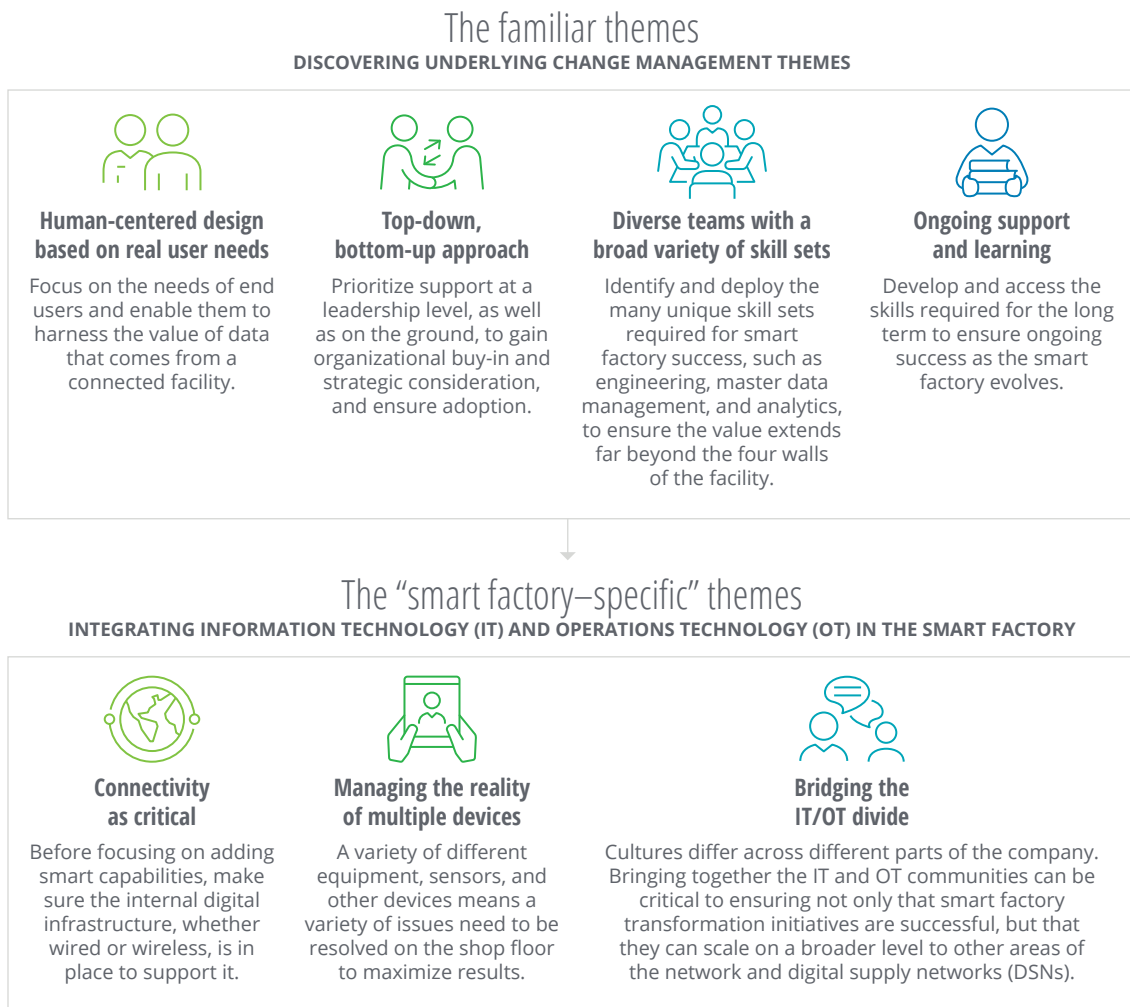 The familiar themes
DISCOVERING UNDERLYING CHANGE MANAGEMENT THEMES
Human-centered design
based on real user needs
Focus on the needs of end
users and enable them to
harness the value of data
that comes from a
connected facility.
Top-down,
bottom-up approach
Prioritize support at a
leadership level, as well
as on the ground, to gain
organizational buy-in and
strategic consideration,
and ensure adoption.
Diverse teams with a
broad variety of skill sets
Identify and deploy the
many unique skill sets
required for smart
factory success, such as
engineering, master data
management, and analytics,
to ensure the value extends
far beyond the four walls
of the facility.
Ongoing support
and learning
Develop and access the
skills required for the long
term to ensure ongoing
success as the smart
factory evolves.
The “smart factory–specific” themes
INTEGRATING INFORMATION TECHNOLOGY (IT) AND OPERATIONS TECHNOLOGY (OT) IN THE SMART FACTORY
Connectivity
as critical
Before focusing on adding
smart capabilities, make
sure the internal digital
infrastructure, whether
wired or wireless, is in
place to support it.
Managing the reality
of multiple devices
A variety of different
equipment, sensors, and
other devices means a
variety of issues need to be
resolved on the shop floor
to maximize results.
Bridging the
IT/OT divide
Cultures differ across different parts of the company.
Bringing together the IT and OT communities can be
critical to ensuring not only that smart factory
transformation initiatives are successful, but that
they can scale on a broader level to other areas of
the network and digital supply networks (DSNs).